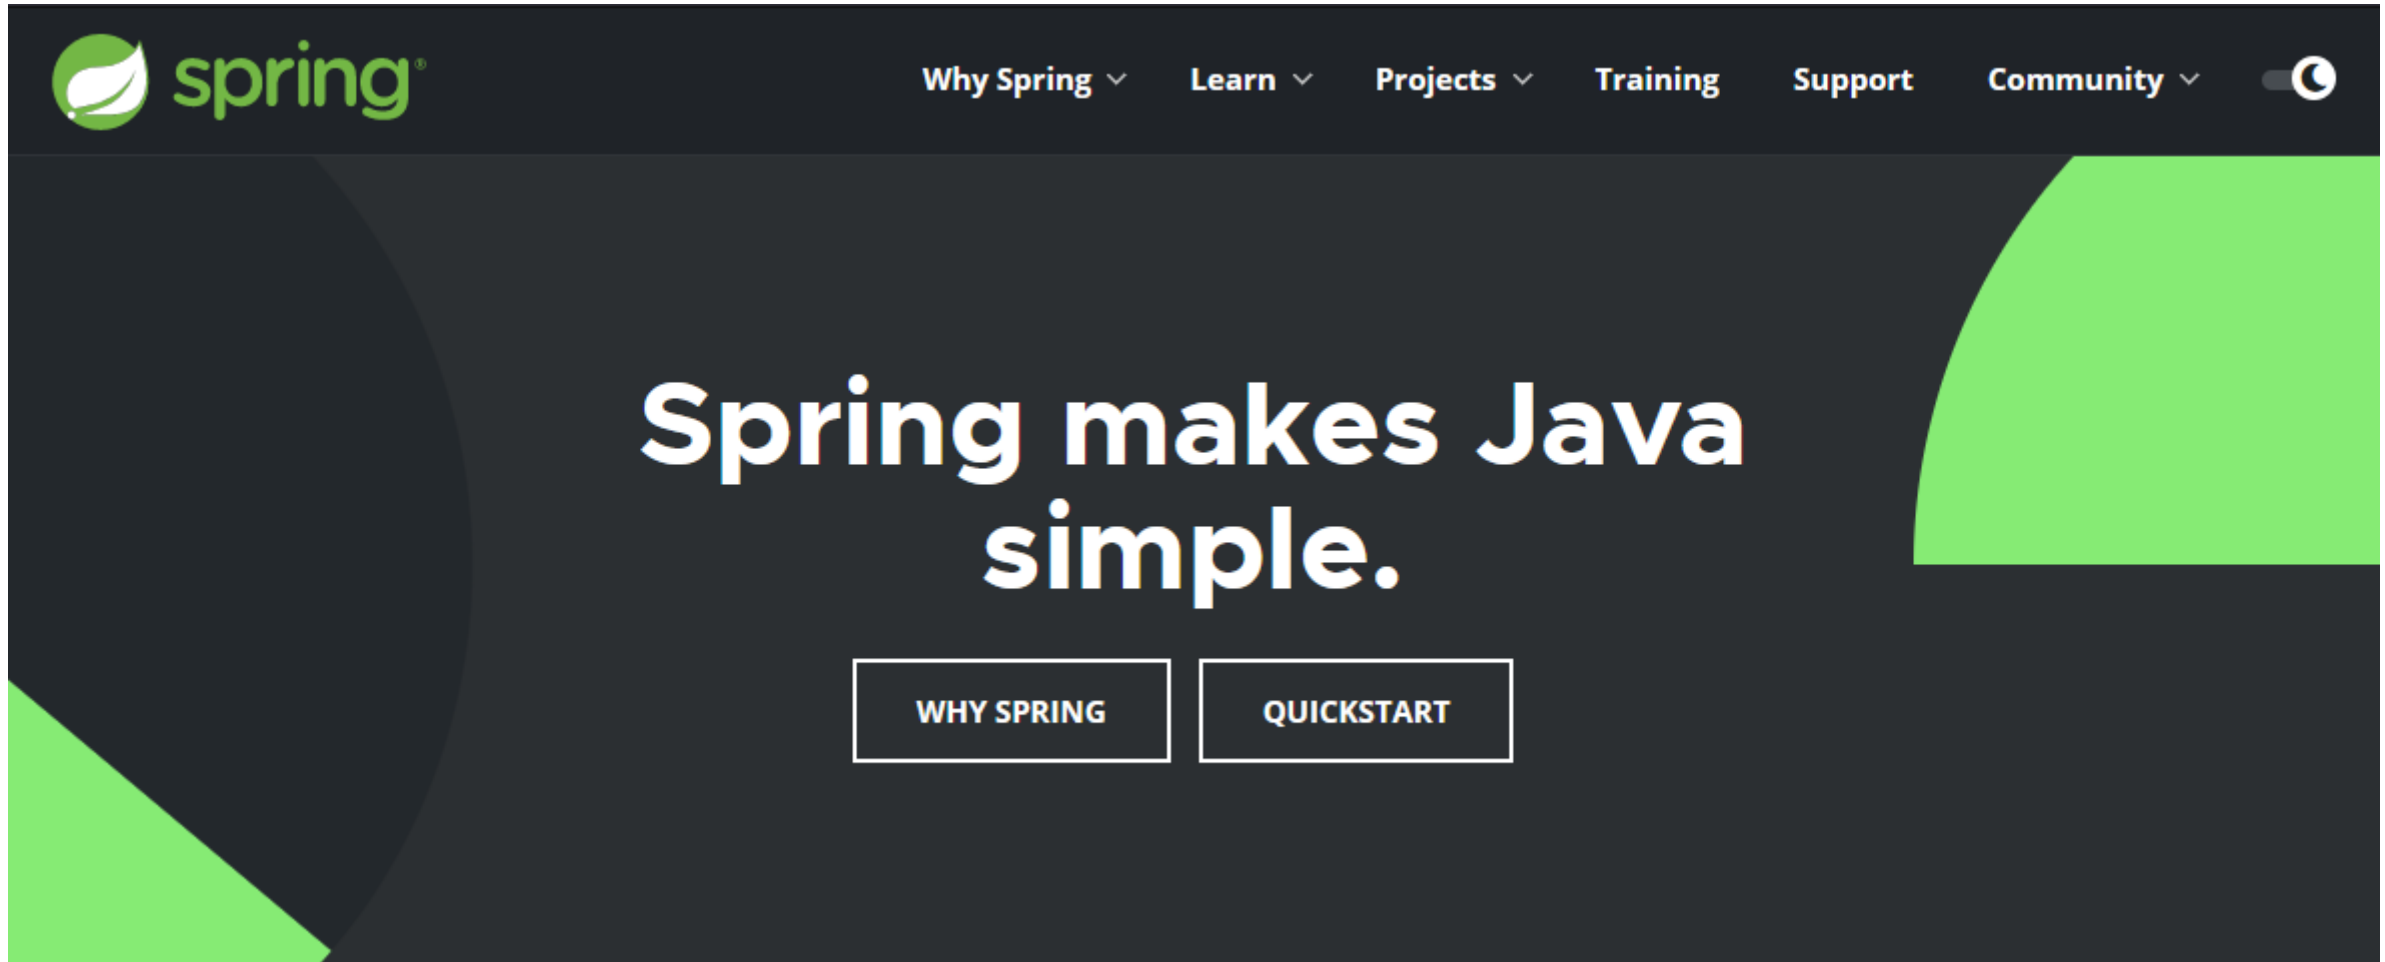 spring®
Why Spring
Learn
Projects
Training
Support
Community
Spring makes Java
simple.
WHY SPRING
QUICKSTART